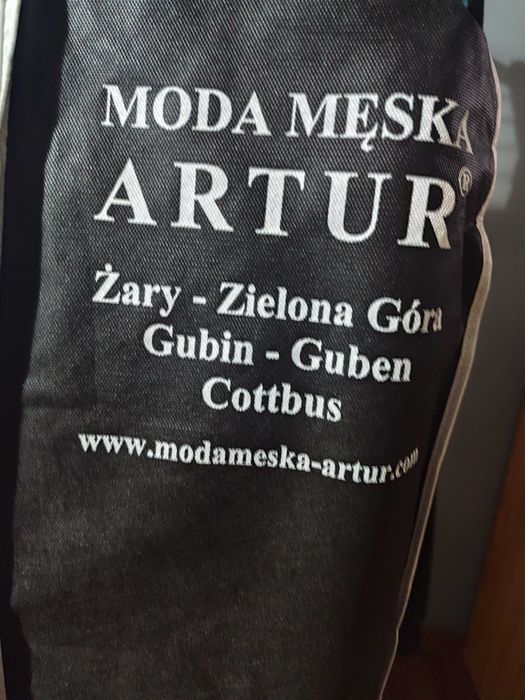 MODA MĘSKA
ARTUR®
Żary - Zielona Góra
Gubin - Guben
Cottbus
www.modameska-artur.com